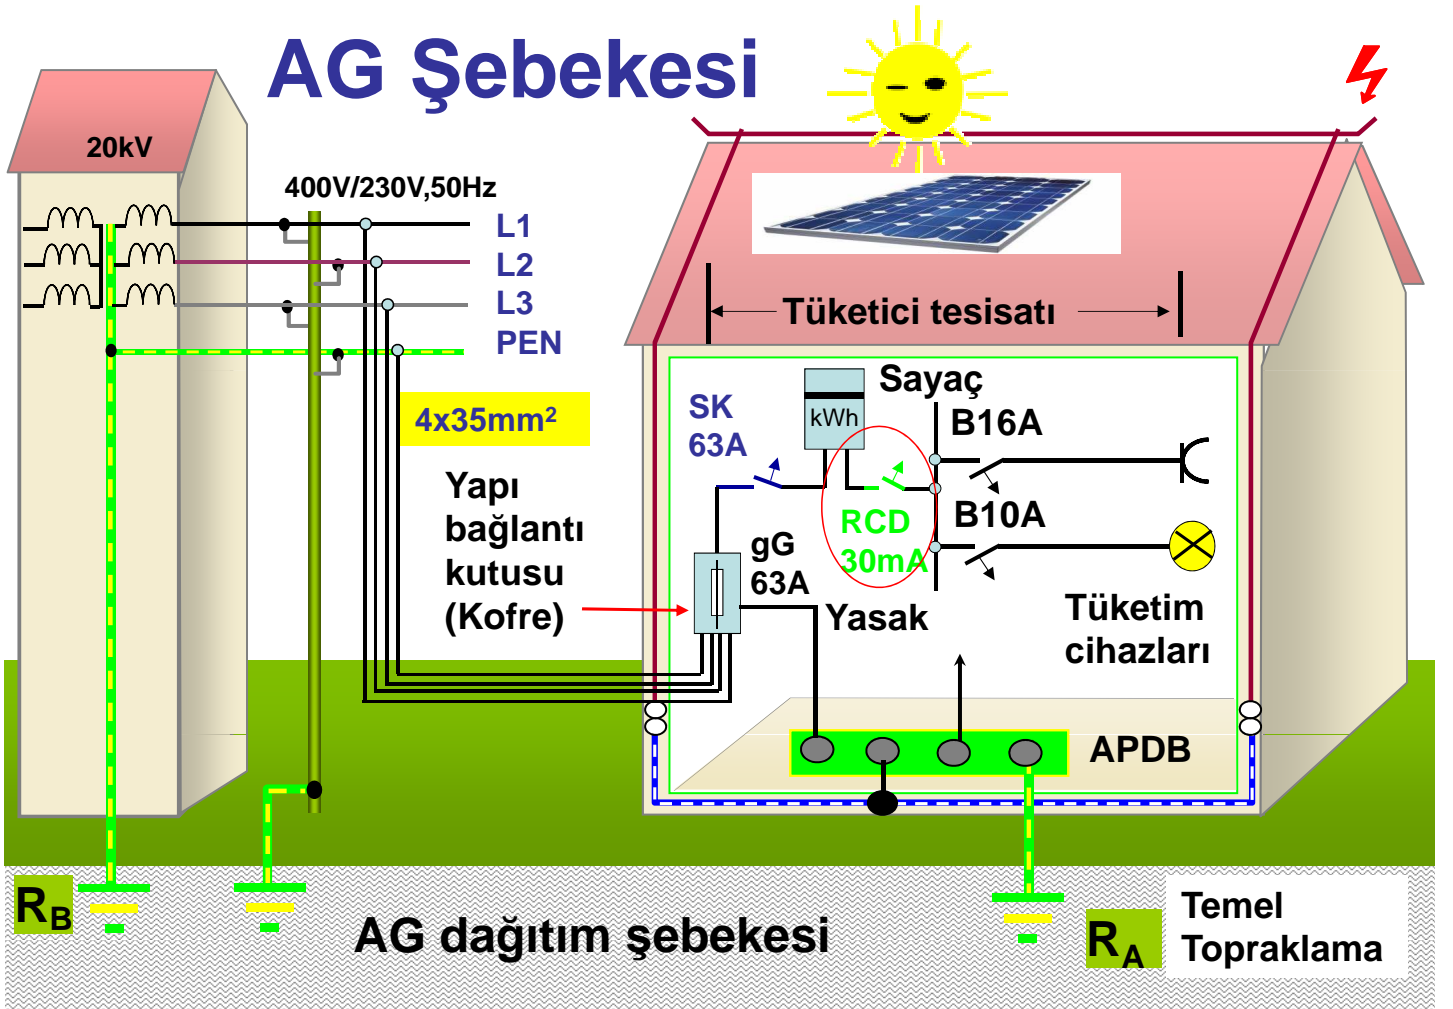 AG Şebekesi
20kV
400V/230V,50Hz
L1
L2
L3
PEN
4x35mm²
Yapı
bağlantı
kutusu
(Kofre)
Tüketici tesisatı
SK
63A
kWh
Sayaç
B16A
RCD
30mA
B10A
gG
63A
Yasak
Tüketim
cihazları
APDB
RB
AG dağıtım şebekesi
RA
Temel
Topraklama